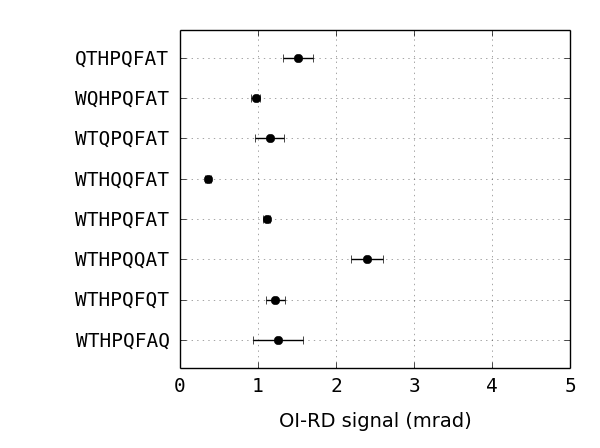 QTHPQFAT
WQHPQFAT
WTQPQFAT
WTHQQFAT
WTHPQFAT
WTHPQQAT
WTHPQFQT
WTHPQFAQ
0 1 2 3 4 5
OI-RD signal (mrad)